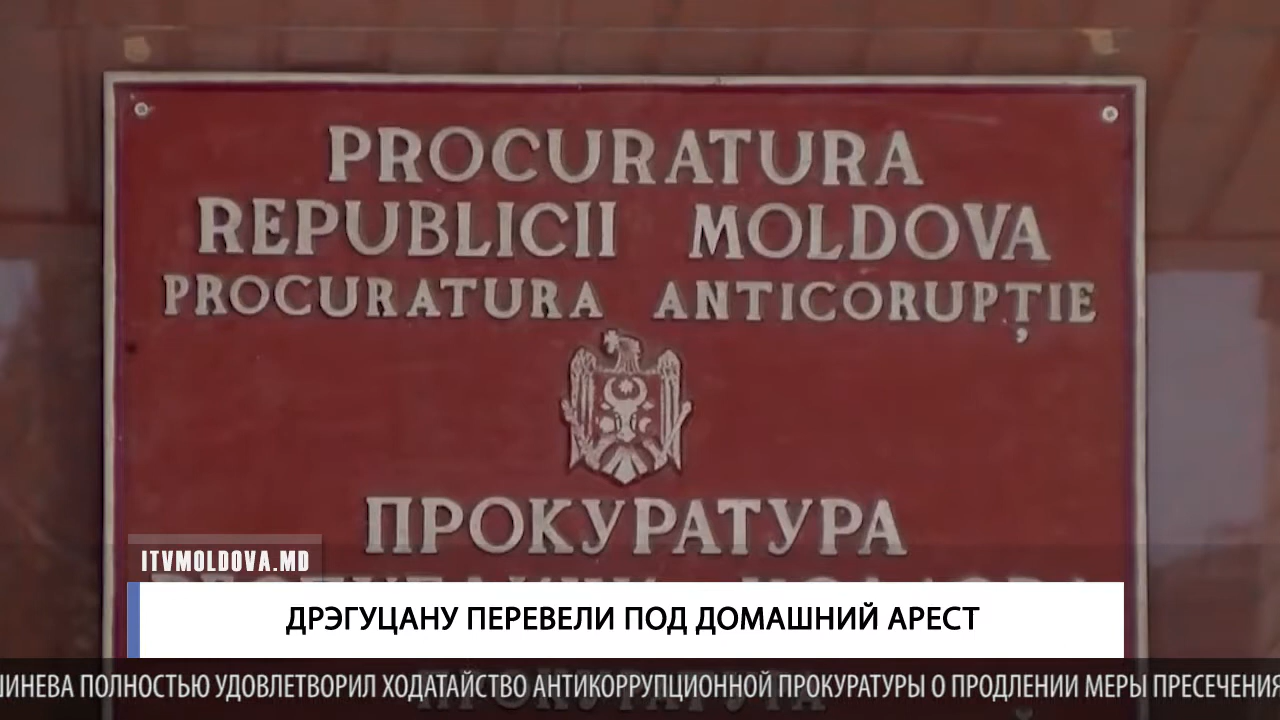 PROCURATURA
REPUBLICII MOLDOVA
PROCURATURA ANTICORUPȚIE
ПРОКУРАТУРА
ITVMOLDOVA.MD
ДРЭГУЦАНУ ПЕРЕВЕЛИ ПОД ДОМАШНИЙ АРЕСТ
ШИНЕВА ПОЛНОСТЬЮ УДОВЛЕТВОРИЛ ХОДАТАЙСТВО АНТИКОРРУПЦИОННОЙ ПРОКУРАТУРЫ О ПРОДЛЕНИИ МЕРЫ ПРЕСЕЧЕНИЯ